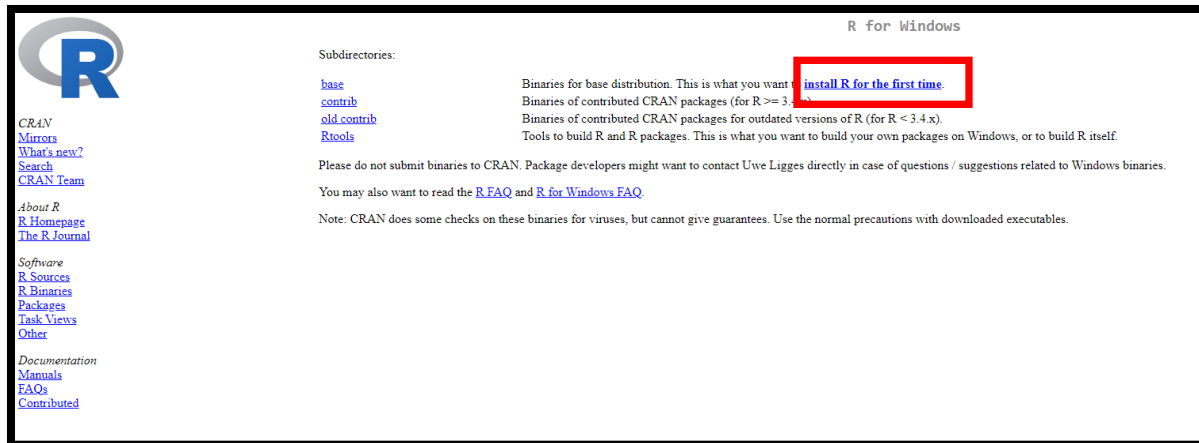 R
CRAN
Mirrors
What's new?
Search
CRAN Team
About R
R Homepage
The R Journal
Software
R Sources
R Binaries
Packages
Task Views
Other
Documentation
Manuals
FAQs
Contributed
R for Windows
Subdirectories:
base Binaries for base distribution. This is what you want install R for the first time.
contrib Binaries of contributed CRAN packages (for R >= 3.4.x).
old contrib Binaries of contributed CRAN packages for outdated versions of R (for R < 3.4.x).
Rtools Tools to build R and R packages. This is what you want to build your own packages on Windows, or to build R itself.
Please do not submit binaries to CRAN. Package developers might want to contact Uwe Ligges directly in case of questions / suggestions related to Windows binaries.
You may also want to read the R FAQ and R for Windows FAQ.
Note: CRAN does some checks on these binaries for viruses, but cannot give guarantees. Use the normal precautions with downloaded executables.